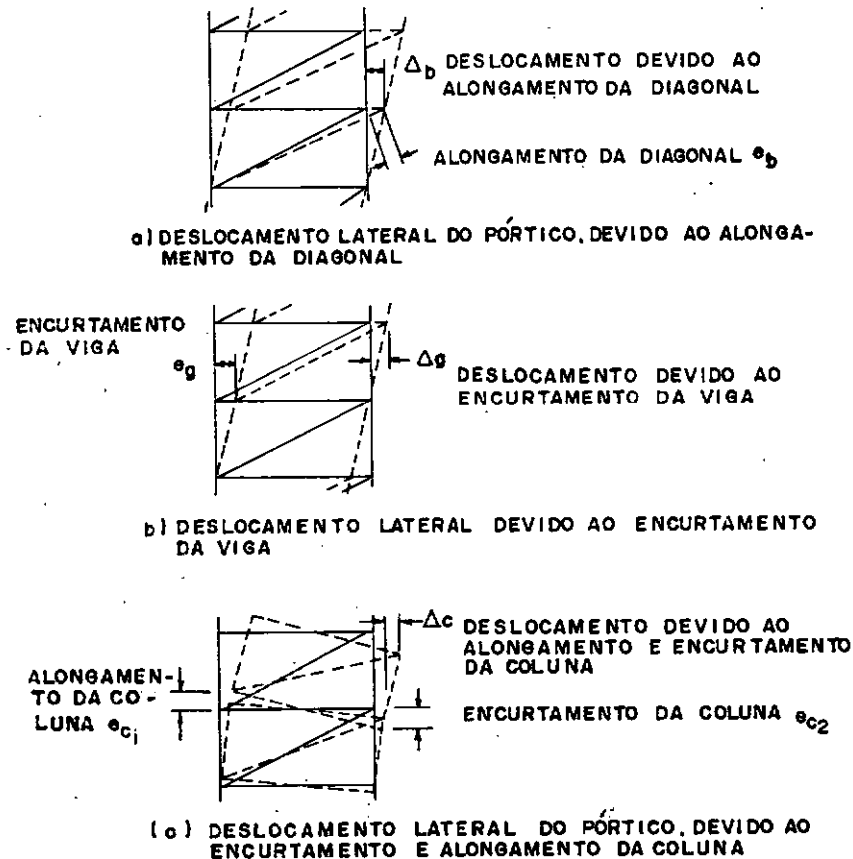 Δb DESLOCAMENTO DEVIDO AO
ALONGAMENTO DA DIAGONAL
ALONGAMENTO DA DIAGONAL eb
a) DESLOCAMENTO LATERAL DO PÓRTICO, DEVIDO AO ALONGA-
MENTO DA DIAGONAL
ENCURTAMENTO
DA VIGA
eg
Δg
DESLOCAMENTO DEVIDO AO
ENCURTAMENTO DA VIGA
b) DESLOCAMENTO LATERAL DEVIDO AO ENCURTAMENTO
DA VIGA
Δc DESLOCAMENTO DEVIDO AO
ALONGAMENTO E ENCURTAMENTO
DA COLUNA
ALONGAMEN-
TO DA CO-
LUNA eci
ENCURTAMENTO DA COLUNA ec2
(c) DESLOCAMENTO LATERAL DO PÓRTICO, DEVIDO AO
ENCURTAMENTO E ALONGAMENTO DA COLUNA